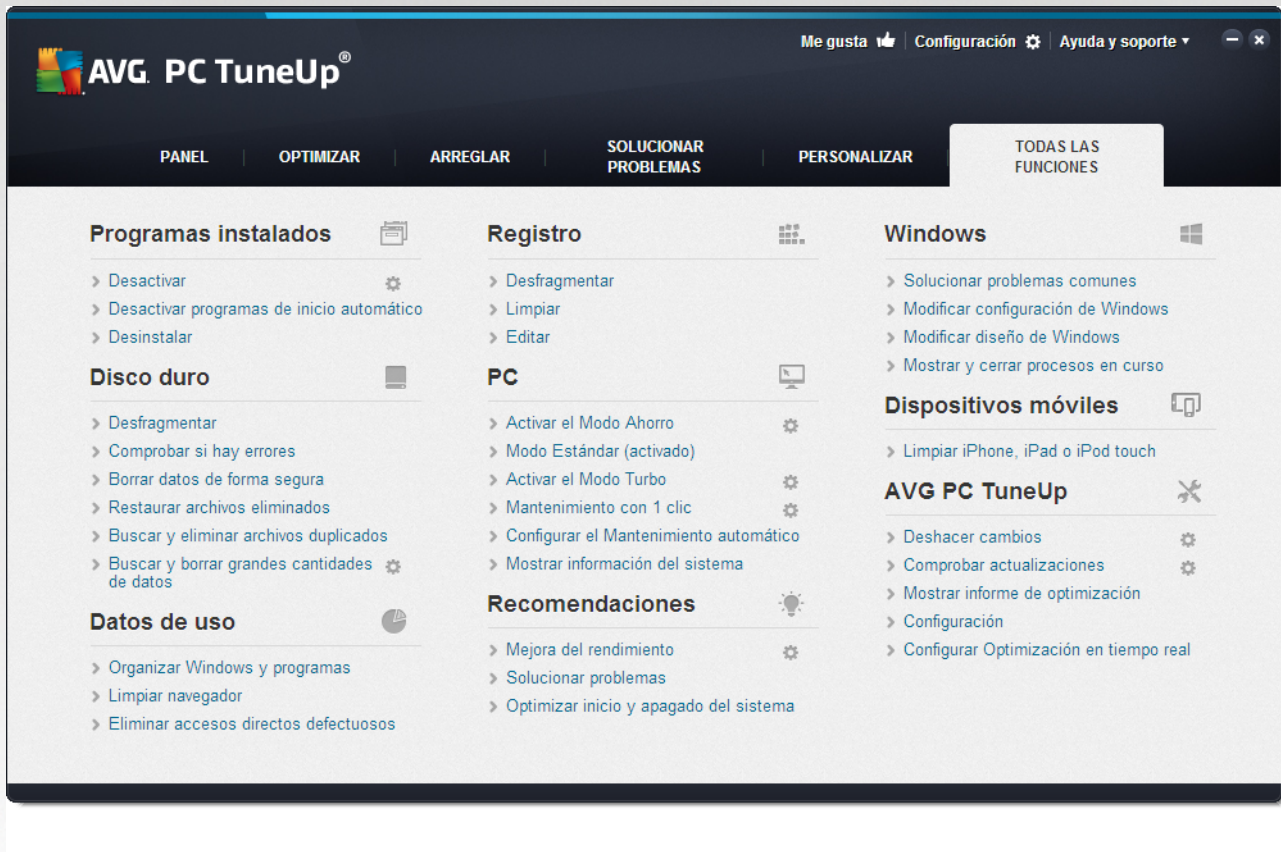 Me gusta
Configuración
Ayuda y soporte
AVG. PC TuneUp®
PANEL
OPTIMIZAR
ARREGLAR
SOLUCIONAR
PROBLEMAS
PERSONALIZAR
TODAS LAS
FUNCIONES
Programas instalados
Desactivar
Desactivar programas de inicio automático
Desinstalar
Disco duro
Desfragmentar
Comprobar si hay errores
Borrar datos de forma segura
Restaurar archivos eliminados
Buscar y eliminar archivos duplicados
Buscar y borrar grandes cantidades
de datos
Datos de uso
Organizar Windows y programas
Limpiar navegador
Eliminar accesos directos defectuosos
Registro
Desfragmentar
Limpiar
Editar
PC
Activar el Modo Ahorro
Modo Estándar (activado)
Activar el Modo Turbo
Mantenimiento con 1 clic
Configurar el Mantenimiento automático
Mostrar información del sistema
Recomendaciones
Mejora del rendimiento
Solucionar problemas
Optimizar inicio y apagado del sistema
Windows
Solucionar problemas comunes
Modificar configuración de Windows
Modificar diseño de Windows
Mostrar y cerrar procesos en curso
Dispositivos móviles
Limpiar iPhone, iPad o iPod touch
AVG PC TuneUp
Deshacer cambios
Comprobar actualizaciones
Mostrar informe de optimización
Configuración
Configurar Optimización en tiempo real